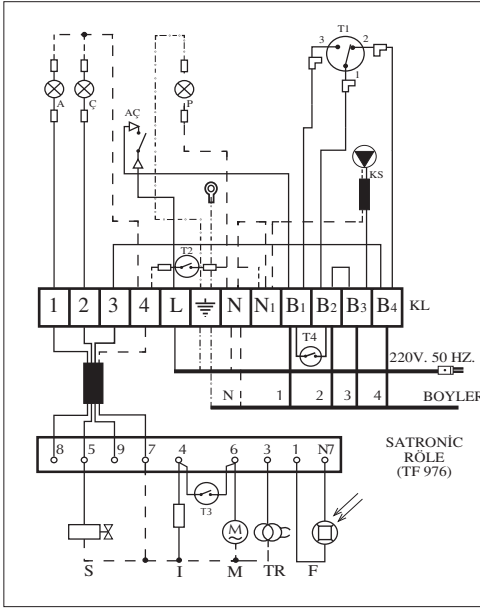 T1
3
2
1
A
Ç
AÇ
P
KS
T2
1 2 3 4 L N N1 B1 B2 B3 B4 KL
T4
220V. 50 HZ.
N 1 2 3 4 BOYLER
8 5 9 7 4 6 3 1 N7
SATRONİC
RÖLE
(TF 976)
T3
M
S I M TR F